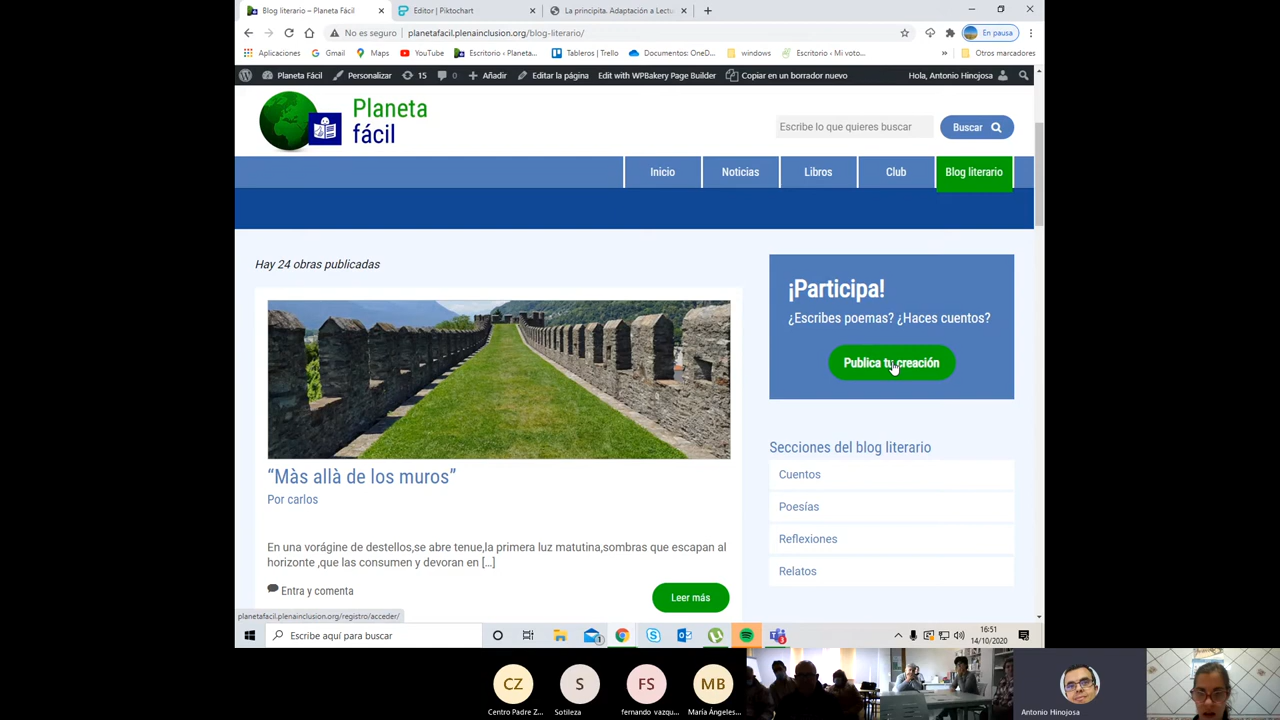 Blog literario – Planeta Fácil
Editor | Piktochart
La principita. Adaptación a Lectu
No es seguro
planetafacil.plenainclusion.org/blog-literario/
En pausa
Aplicaciones
Gmail
Maps
YouTube
Escritorio ‹ Planeta...
Tableros | Trello
Documentos: OneD...
windows
Escritorio ‹ Mi voto...
»
Otros marcadores
Planeta Fácil
Personalizar
15
0
Añadir
Editar la página
Edit with WPBakery Page Builder
Copiar en un borrador nuevo
Hola, Antonio Hinojosa
Planeta
fácil
Escribe lo que quieres buscar
Buscar
Inicio
Noticias
Libros
Club
Blog literario
Hay 24 obras publicadas
¡Participa!
¿Escribes poemas? ¿Haces cuentos?
Publica tu creación
“Màs allà de los muros”
Por carlos
En una vorágine de destellos,se abre tenue,la primera luz matutina,sombras que escapan al
horizonte ,que las consumen y devoran en […]
Entra y comenta
Leer más
Secciones del blog literario
Cuentos
Poesías
Reflexiones
Relatos
planetafacil.plenainclusion.org/registro/acceder/
Escribe aquí para buscar
16:51
14/10/2020
CZ
S
FS
MB
Centro Padre Z...
Sotileza
fernando vazqu...
María Ángeles...
Antonio Hinojosa